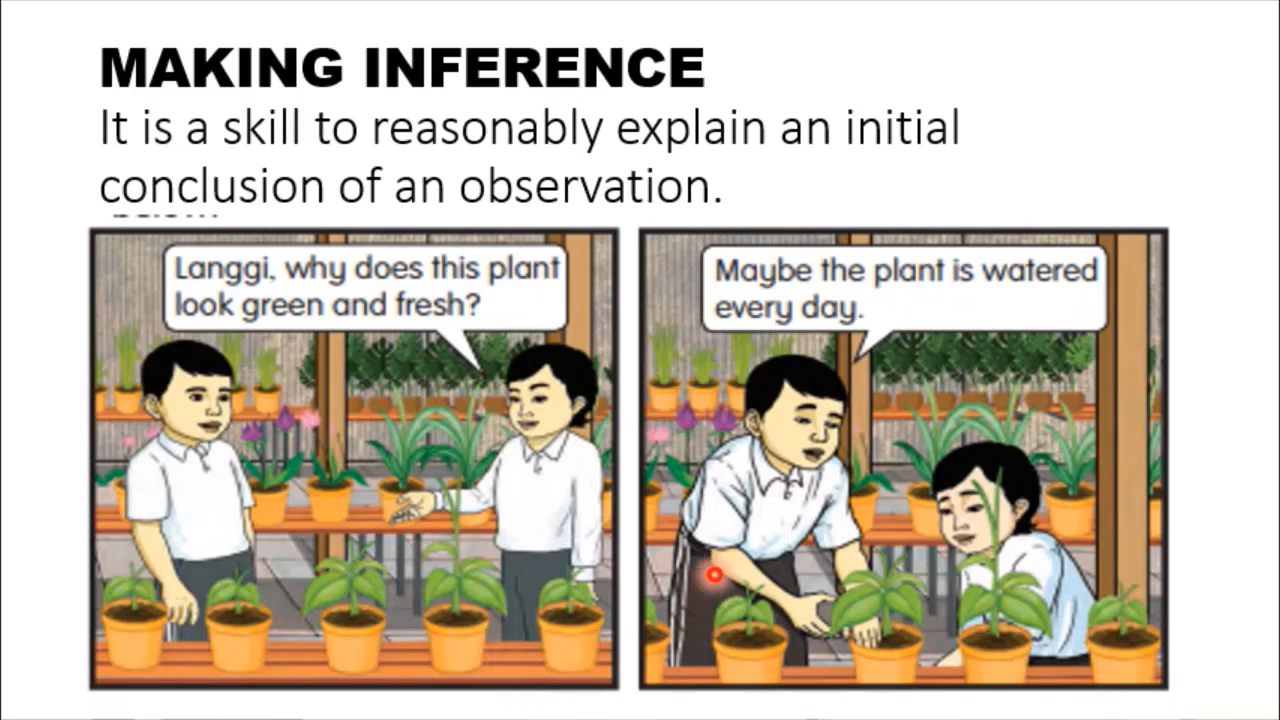 MAKING INFERENCE
It is a skill to reasonably explain an initial
conclusion of an observation.
Langgi, why does this plant
look green and fresh?
Maybe the plant is watered
every day.